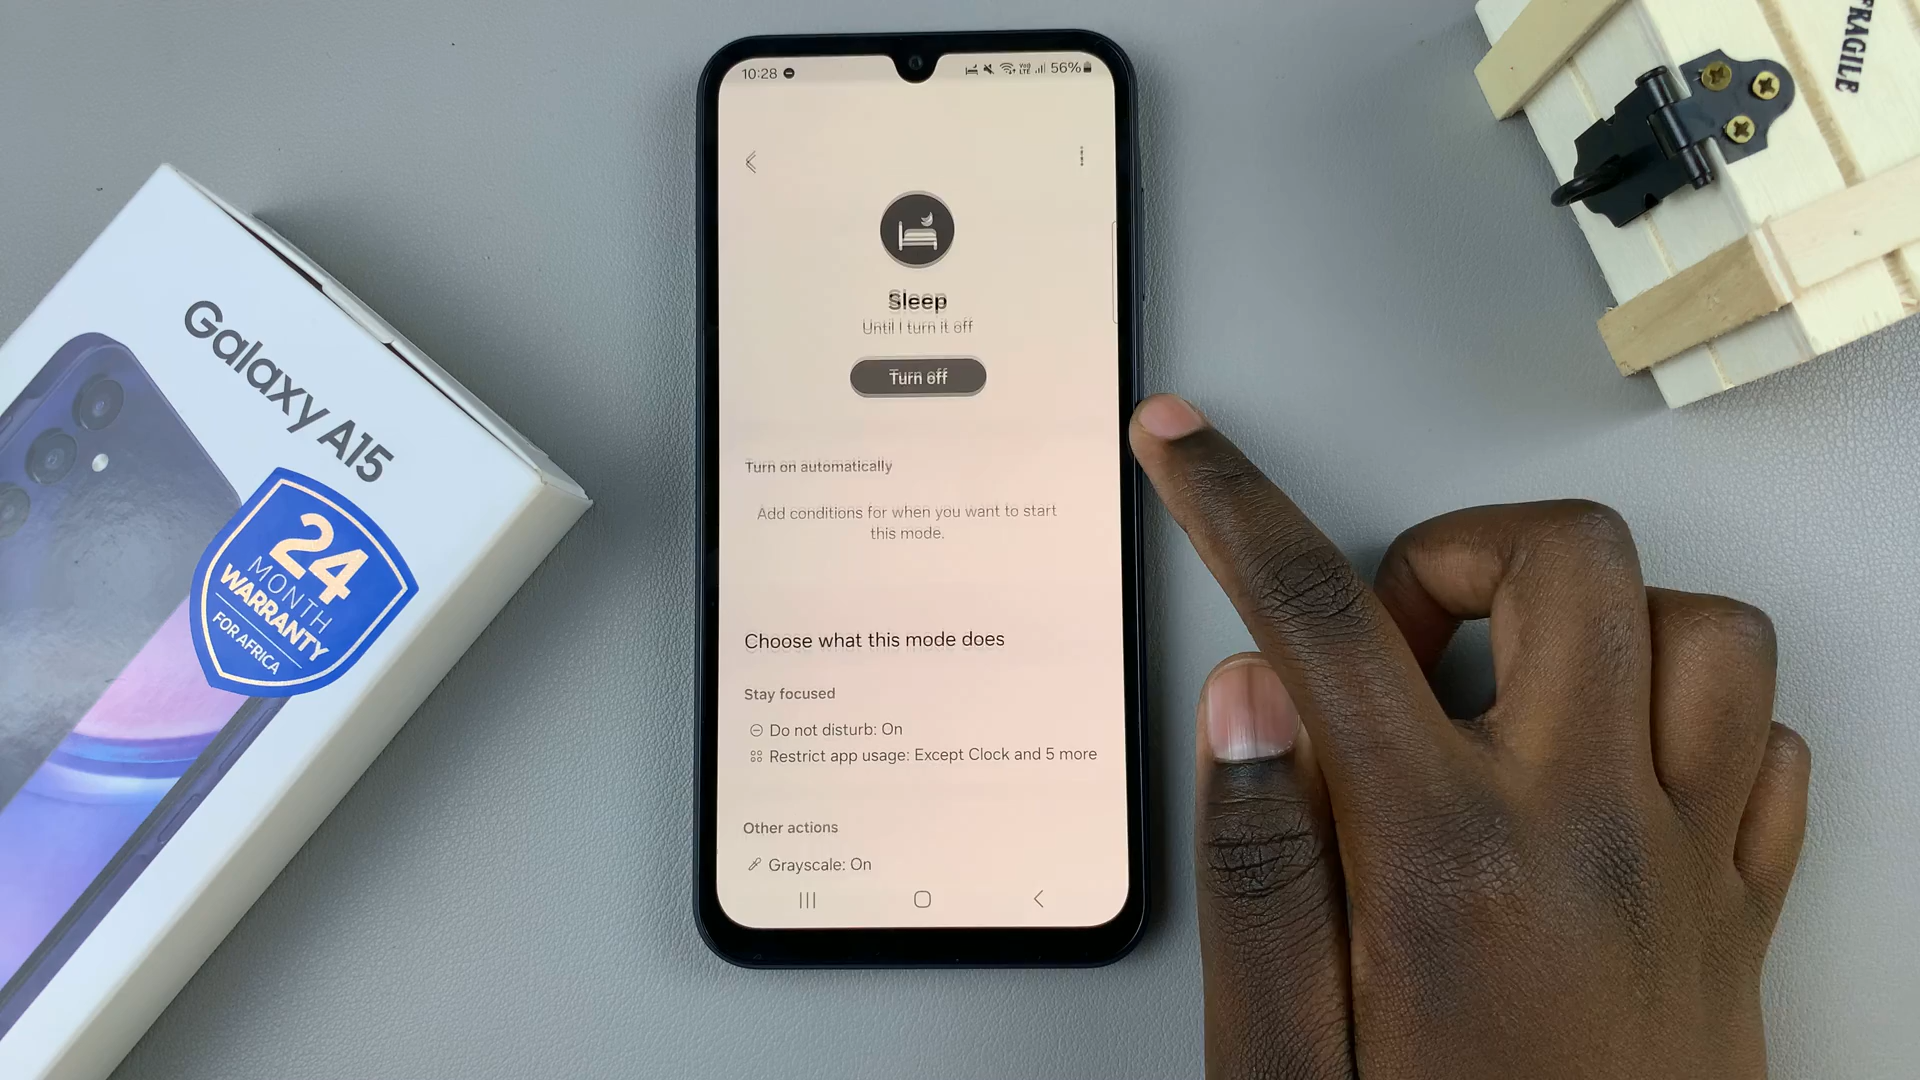 10:28
VoI LTE
56%
Sleep
Until I turn it off
Turn off
Turn on automatically
Add conditions for when you want to start
this mode.
Choose what this mode does
Stay focused
Do not disturb: On
Restrict app usage: Except Clock and 5 more
Other actions
Grayscale: On
Galaxy A15
24
MONTH
WARRANTY
FOR AFRICA
FRAGILE